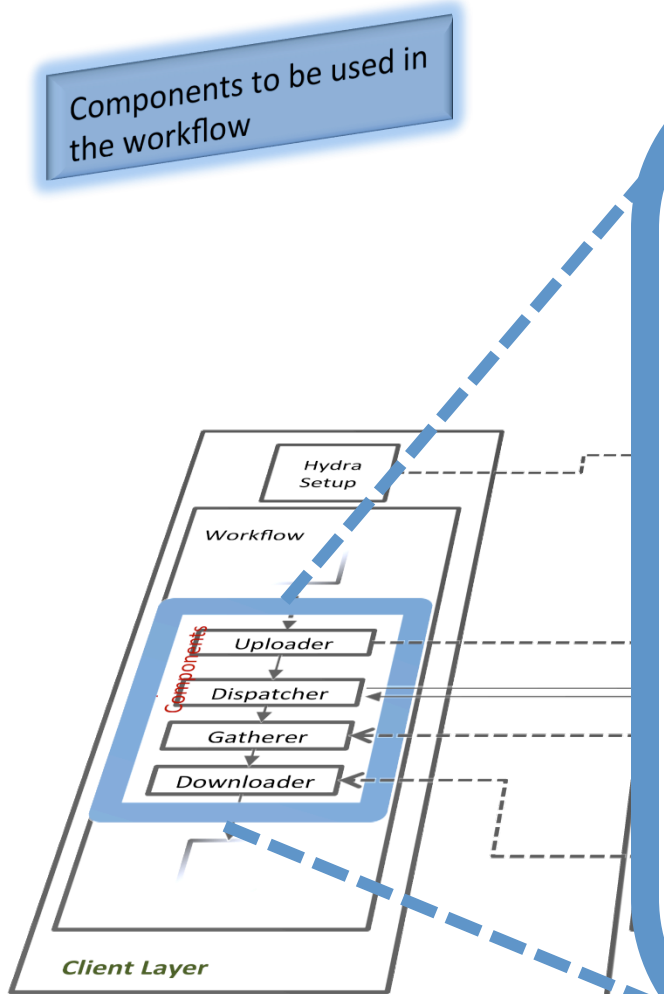 Components to be used in
the workflow
Hydra
Setup
Workflow
Components
Uploader
Dispatcher
Gatherer
Downloader
Client Layer